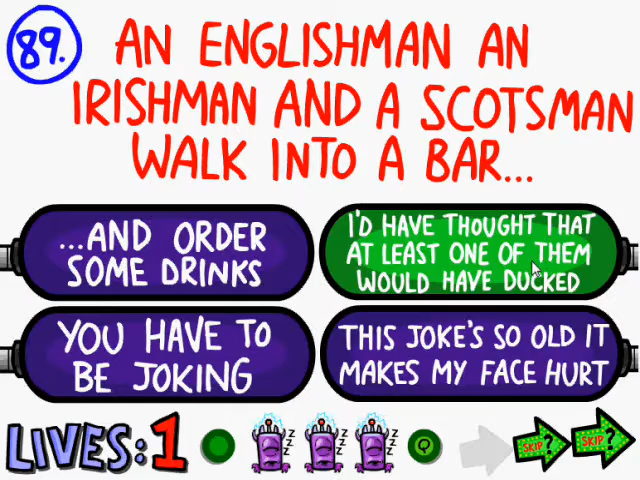 89.
AN ENGLISHMAN AN
IRISHMAN AND A SCOTSMAN
WALK INTO A BAR...
...AND ORDER
SOME DRINKS
I'D HAVE THOUGHT THAT
AT LEAST ONE OF THEM
WOULD HAVE DUCKED
YOU HAVE TO
BE JOKING
THIS JOKE'S SO OLD IT
MAKES MY FACE HURT
LIVES:1
Z
Z
Z
Z
Z
Z
Z
Z
Z
SKIP?
SKIP?